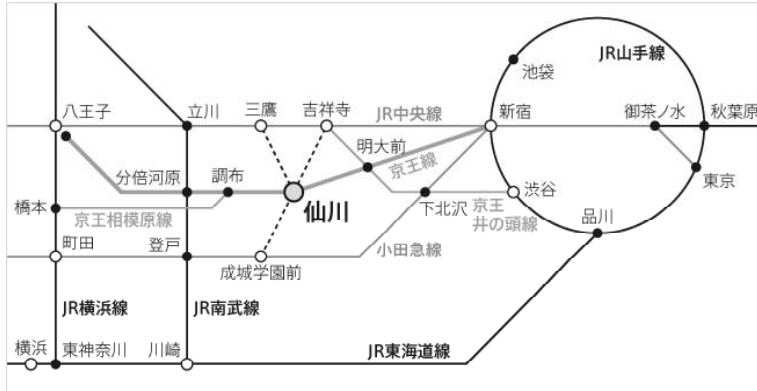 JR山手線
池袋
八王子
立川
三鷹
吉祥寺
JR中央線
新宿
御茶ノ水
秋葉原
明大前
京王線
分倍河原
調布
仙川
下北沢
京王
井の頭線
渋谷
東京
橋本
京王相模原線
品川
町田
登戸
成城学園前
小田急線
JR横浜線
JR南武線
横浜
東神奈川
川崎
JR東海道線